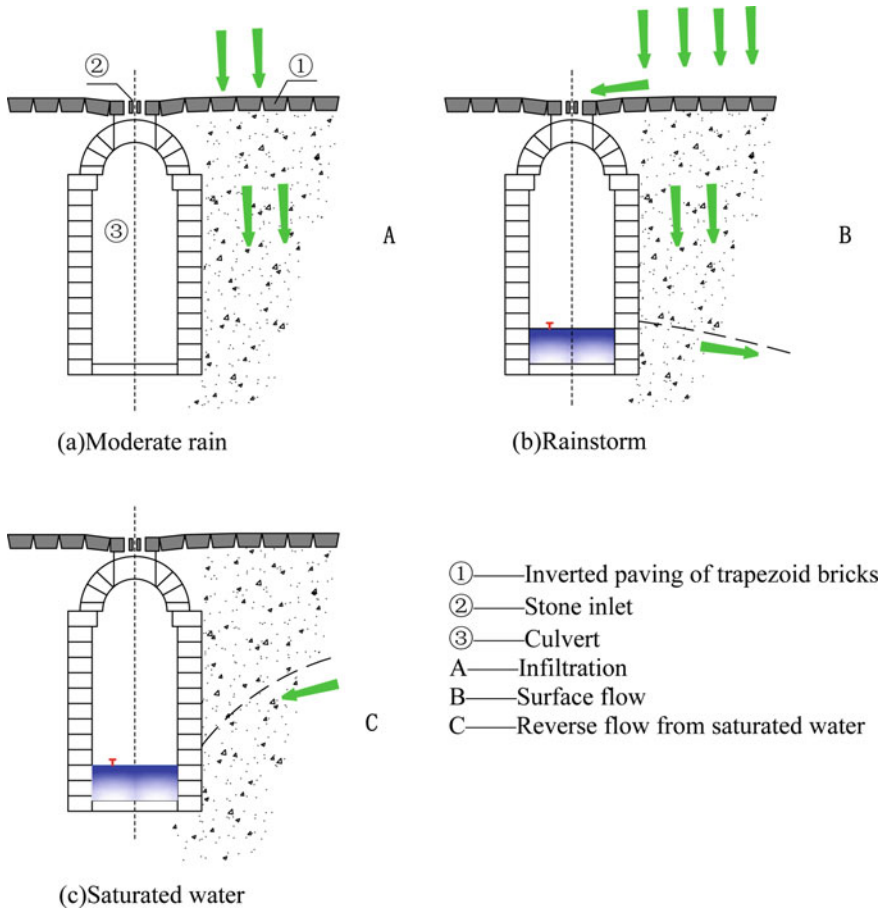 ②
①
③
A
B
(a)Moderate rain
(b)Rainstorm
C
①——Inverted paving of trapezoid bricks
②——Stone inlet
③——Culvert
A——Infiltration
B——Surface flow
C——Reverse flow from saturated water
(c)Saturated water